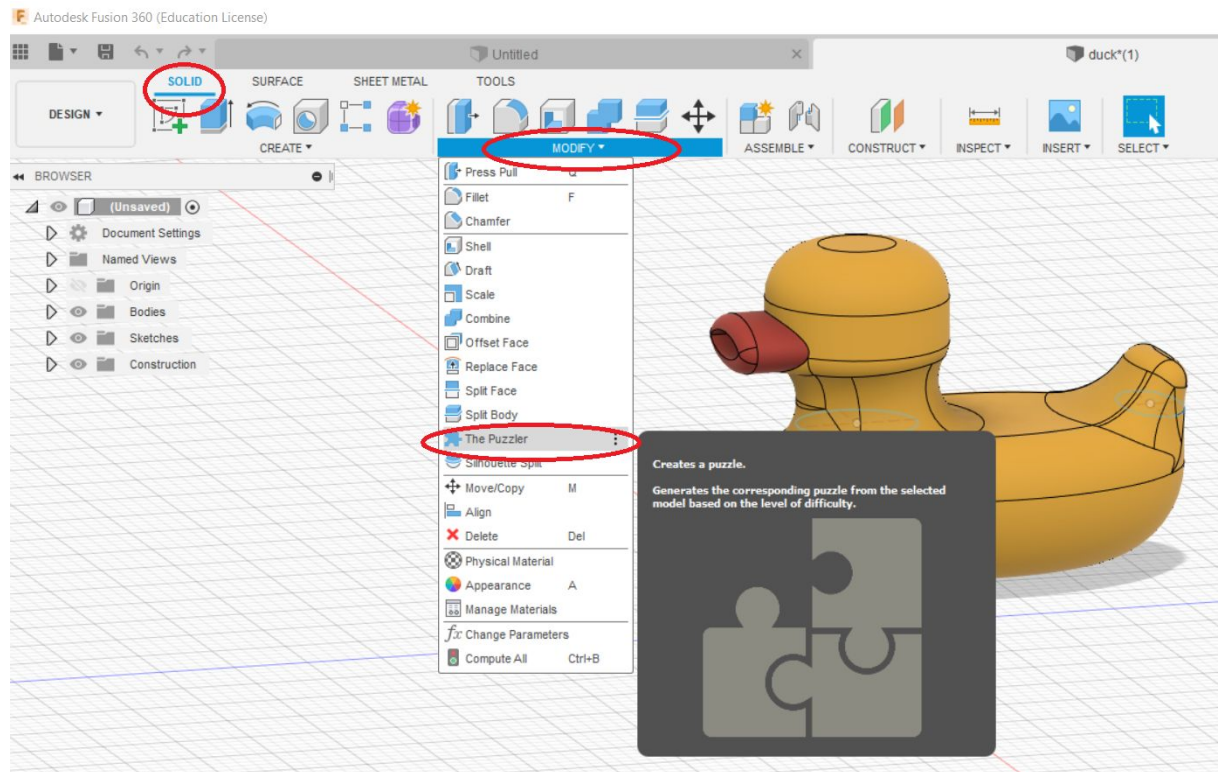 Autodesk Fusion 360 (Education License)
Untitled
duck*(1)
SOLID SURFACE SHEET METAL TOOLS
DESIGN
CREATE MODIFY ASSEMBLE CONSTRUCT INSPECT INSERT SELECT
BROWSER
(Unsaved)
Document Settings
Named Views
Origin
Bodies
Sketches
Construction
Press Pull Q
Fillet F
Chamfer
Shell
Draft
Scale
Combine
Offset Face
Replace Face
Split Face
Split Body
The Puzzler
Silhouette Split
Move/Copy M
Align
Delete Del
Physical Material
Appearance A
Manage Materials
fx Change Parameters
Compute All Ctrl+B
Creates a puzzle.
Generates the corresponding puzzle from the selected
model based on the level of difficulty.